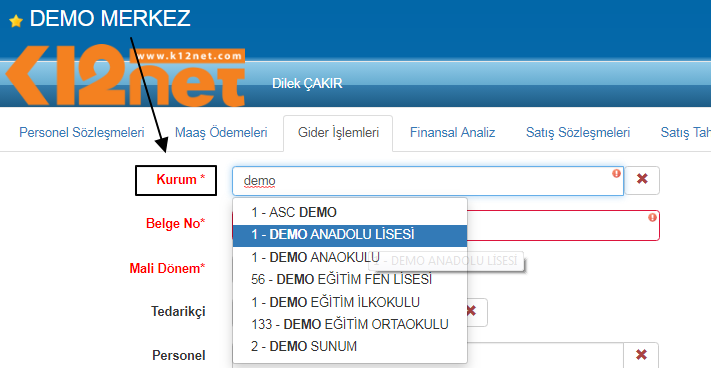 DEMO MERKEZ
www.k12net.com
K12net
Dilek ÇAKIR
Personel Sözleşmeleri Maaş Ödemeleri Gider İşlemleri Finansal Analiz Satış Sözleşmeleri Satış Tah
Kurum * demo
1 - ASC DEMO
Belge No*
1 - DEMO ANADOLU LİSESİ
1 - DEMO ANAOKULU
Mali Dönem* - DEMO ANADOLU LİSESİ
56 - DEMO EĞİTİM FEN LİSESİ
1 - DEMO EĞİTİM İLKOKULU
Tedarikçi
133 - DEMO EĞİTİM ORTAOKULU
2 - DEMO SUNUM
Personel